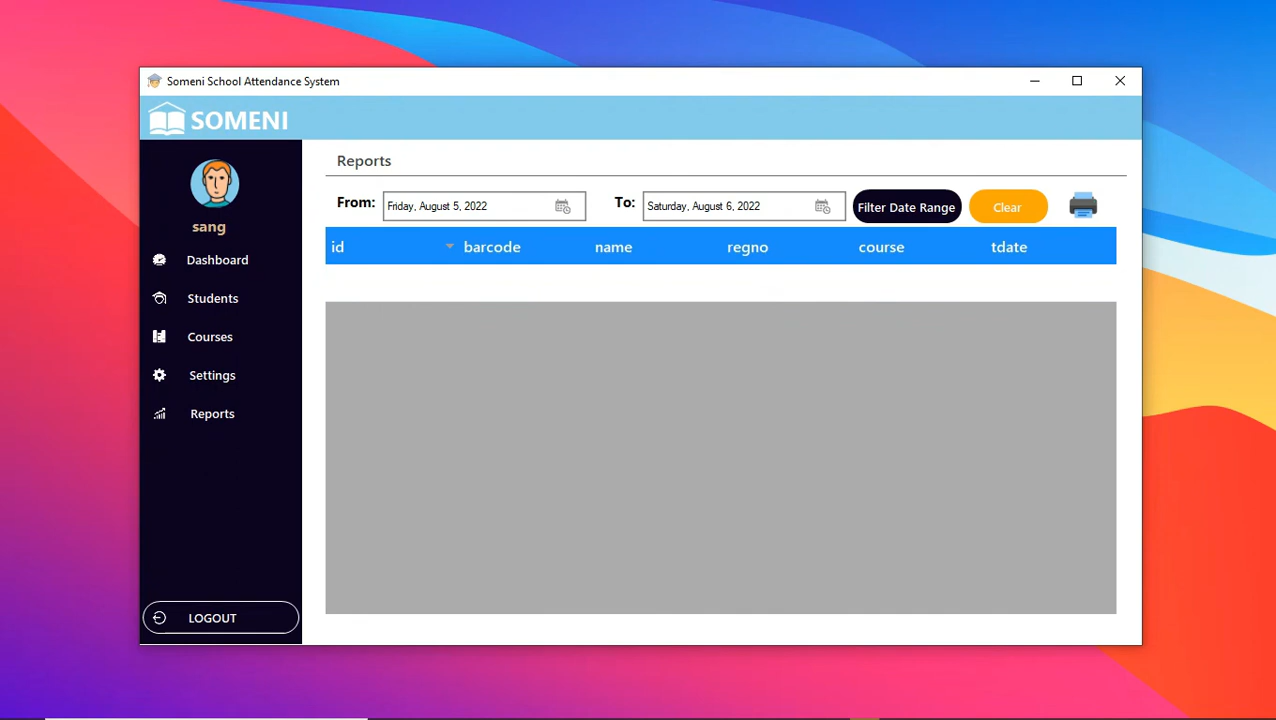 Someni School Attendance System
SOMENI
Reports
From: Friday, August 5, 2022 To: Saturday, August 6, 2022 Filter Date Range Clear
id barcode name regno course tdate
sang
Dashboard
Students
Courses
Settings
Reports
LOGOUT